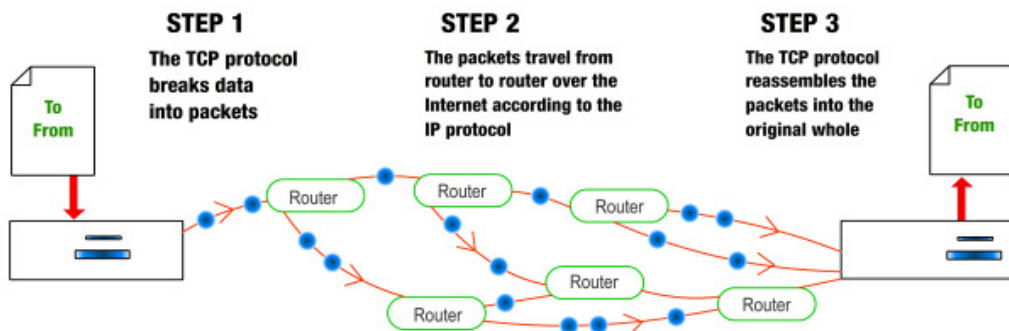 STEP 1
The TCP protocol
breaks data
into packets
STEP 2
The packets travel from
router to router over the
Internet according to the
IP protocol
STEP 3
The TCP protocol
reassembles the
packets into the
original whole
To
From
To
From
Router
Router
Router
Router
Router
Router